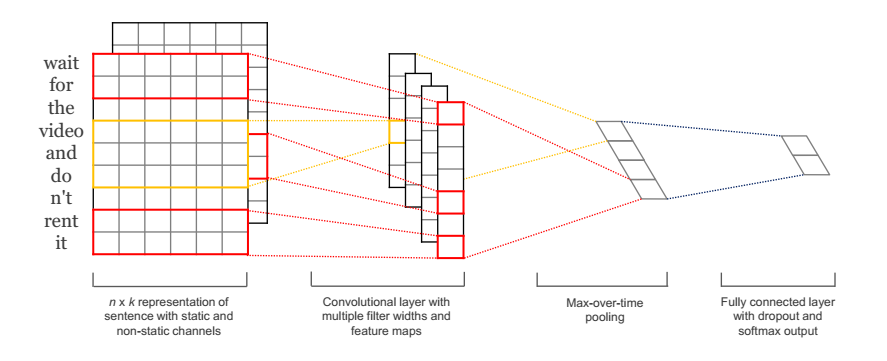 wait
for
the
video
and
do
n't
rent
it
n x k representation of
sentence with static and
non-static channels
Convolutional layer with
multiple filter widths and
feature maps
Max-over-time
pooling
Fully connected layer
with dropout and
softmax output